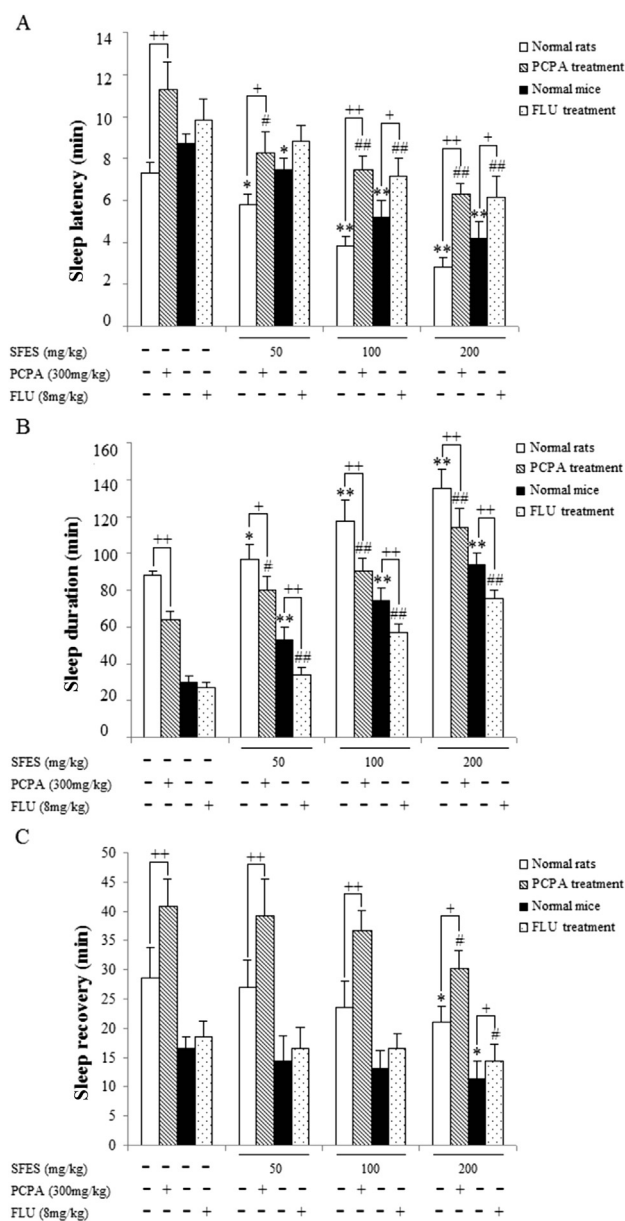 A
Normal rats
PCPA treatment
Normal mice
FLU treatment
Sleep latency (min)
14
12
10
8
6
4
2
0
++
+
#
*
*
++
+
##
##
**
**
++
+
##
##
**
**
SFES (mg/kg) - - - - 50 100 200
PCPA (300mg/kg) - + - - - + - - - + - - - + - -
FLU (8mg/kg) - - - + - - - + - - - + - - - +
B
Normal rats
PCPA treatment
Normal mice
FLU treatment
Sleep duration (min)
160
140
120
100
80
60
40
20
0
++
*
+
#
++
**
##
**
++
##
++
**
##
**
++
##
++
**
##
SFES (mg/kg) - - - - 50 100 200
PCPA (300mg/kg) - + - - - + - - - + - - - + - -
FLU (8mg/kg) - - - + - - - + - - - + - - - +
C
Normal rats
PCPA treatment
Normal mice
FLU treatment
Sleep recovery (min)
50
45
40
35
30
25
20
15
10
5
0
++
++
++
+
#
*
+
#
*
SFES (mg/kg) - - - - 50 100 200
PCPA (300mg/kg) - + - - - + - - - + - - - + - -
FLU (8mg/kg) - - - + - - - + - - - + - - - +